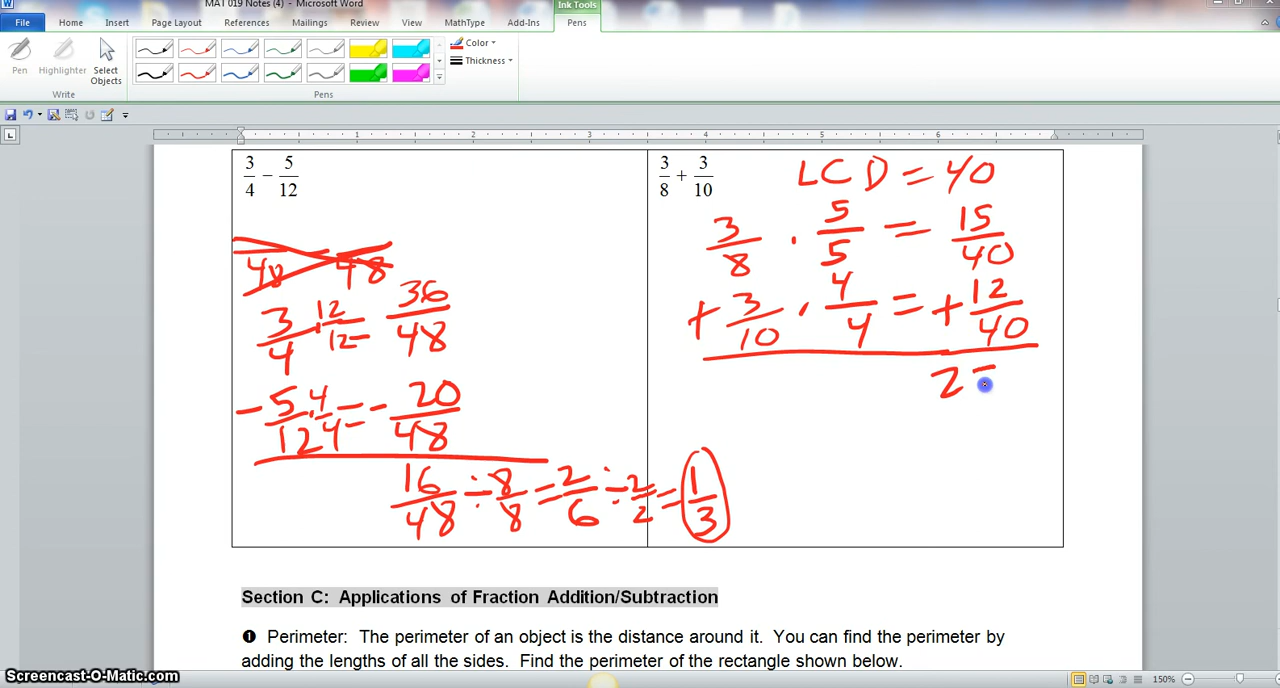 MAT 019 Notes (4) - Microsoft Word
Ink Tools
File Home Insert Page Layout References Mailings Review View MathType Add-Ins Pens
Pen Highlighter Select Objects
Color
Thickness
Write
Pens
1 2 3 4 5 6
3/4 − 5/12
48 48
3/4 · 12/12 36/48
− 5/12 · 4/4 = − 20/48
16/48 ÷ 8/8 = 2/6 ÷ 2/2 = 1/3
3/8 + 3/10 LCD = 40
3/8 · 5/5 = 15/40
+ 3/10 · 4/4 = + 12/40
2
Section C: Applications of Fraction Addition/Subtraction
❶ Perimeter: The perimeter of an object is the distance around it. You can find the perimeter by
adding the lengths of all the sides. Find the perimeter of the rectangle shown below.
Screencast-O-Matic.com
150%